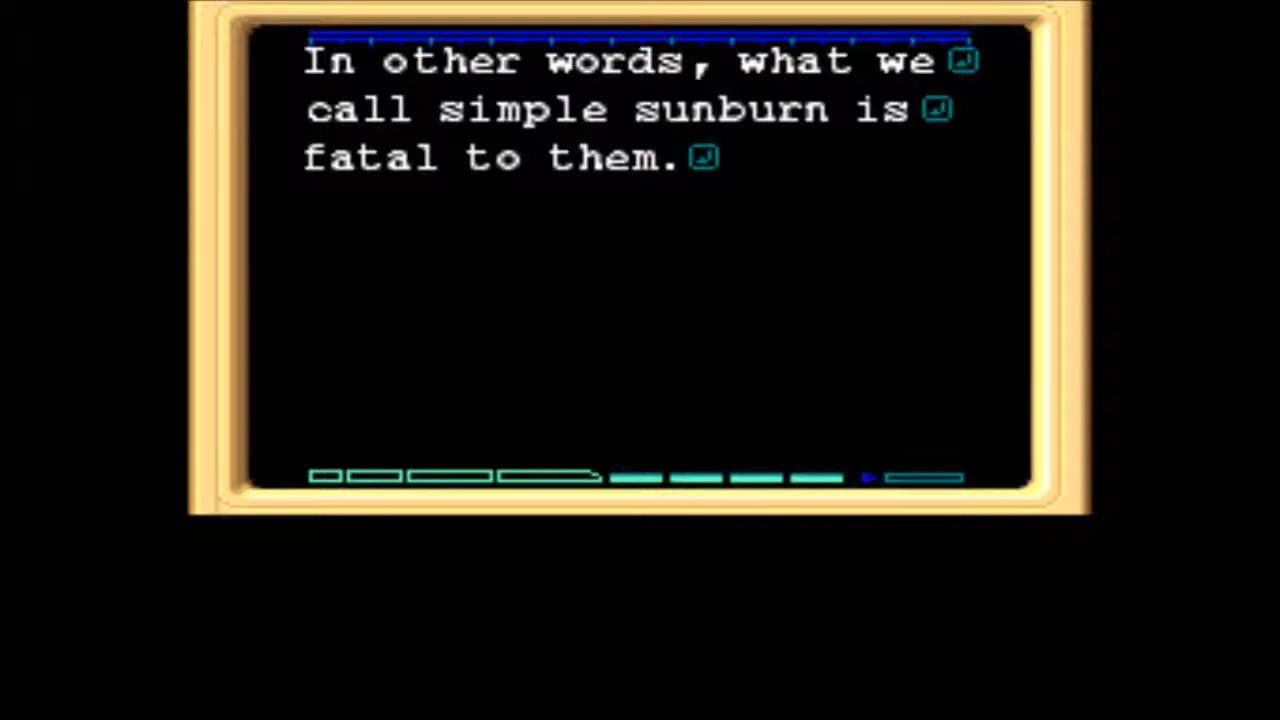 In other words, what we
call simple sunburn is
fatal to them.